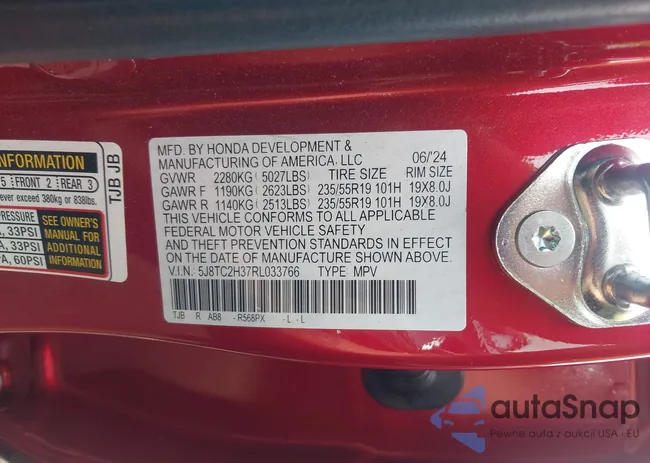 NFORMATION
5 FRONT 2 REAR 3
ever exceed 380kg or 838lbs.
PRESSURE
A, 33PSI
A, 33PSI
PA, 60PSI
SEE OWNER'S
MANUAL FOR
ADDITIONAL
INFORMATION
TJB JB
MFD. BY HONDA DEVELOPMENT &
MANUFACTURING OF AMERICA, LLC 06/'24
GVWR 2280KG (5027LBS) TIRE SIZE RIM SIZE
GAWR F 1190KG (2623LBS) 235/55R19 101H 19X8.0J
GAWR R 1140KG (2513LBS) 235/55R19 101H 19X8.0J
THIS VEHICLE CONFORMS TO ALL APPLICABLE
FEDERAL MOTOR VEHICLE SAFETY
AND THEFT PREVENTION STANDARDS IN EFFECT
ON THE DATE OF MANUFACTURE SHOWN ABOVE.
V.I.N. 5J8TC2H37RL033766 TYPE MPV
TJB R AB8 -R568PX -L -L
autaSnap
Pewne auta z aukcji USA i EU